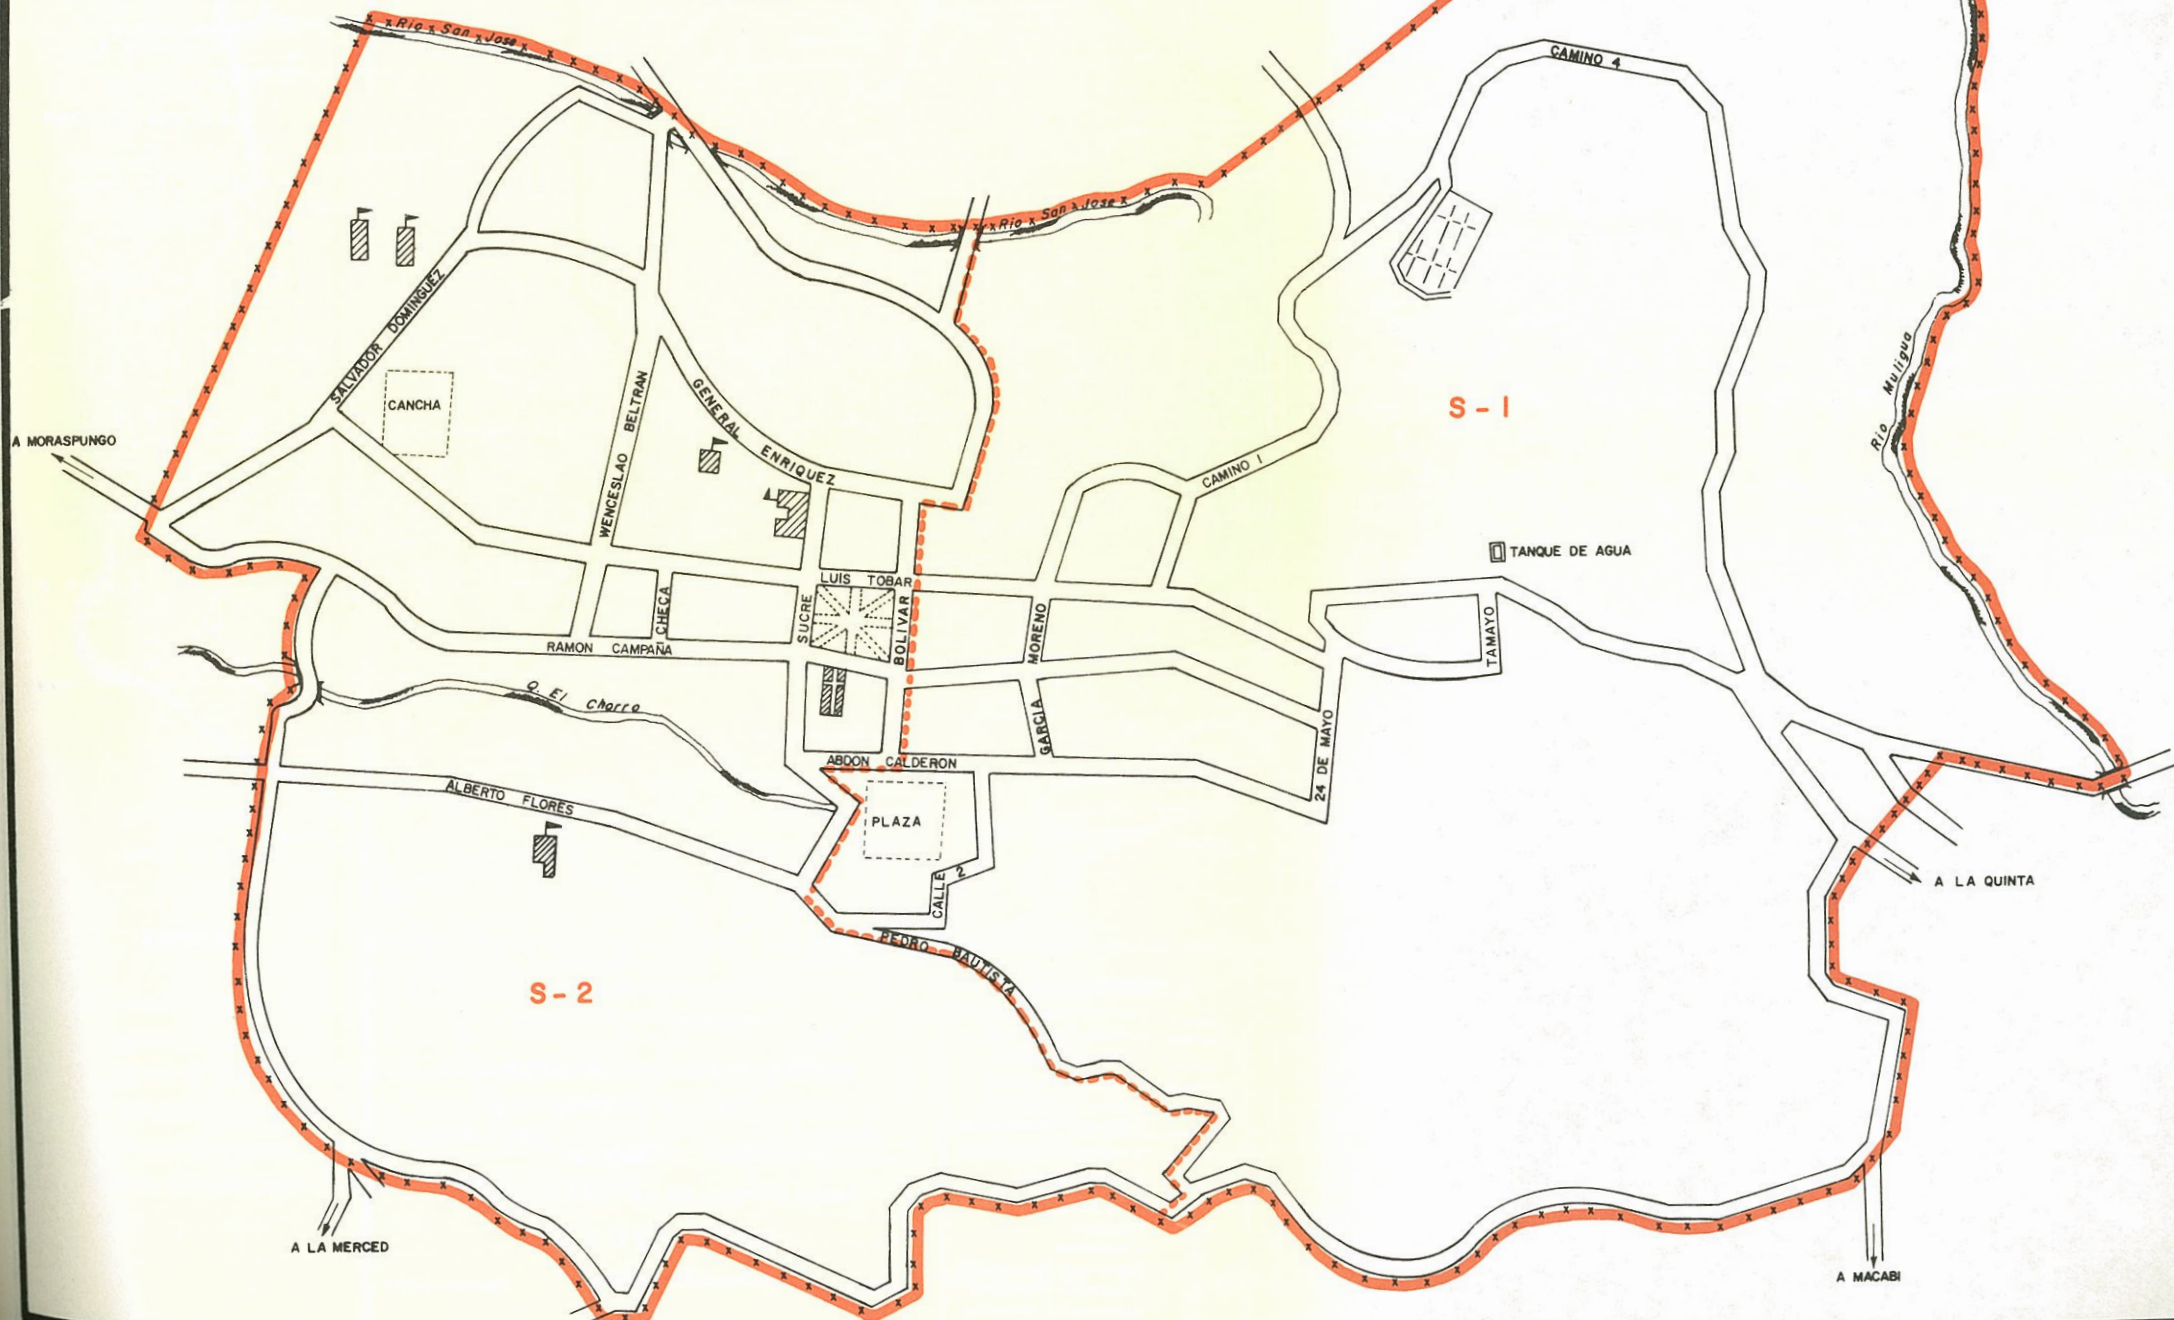 Rio San Jose
CAMINO 4
Rio San Jose
SALVADOR DOMINGUEZ
Rio Muligua
CANCHA
WENCESLAO BELTRAN
GENERAL ENRIQUEZ
S-1
A MORASPUNGO
CAMINO 1
TANQUE DE AGUA
LUIS TOBAR
CHECA
SUCRE
BOLIVAR
GARCIA MORENO
TAMAYO
RAMON CAMPAÑA
Q. El Chorro
24 DE MAYO
ABDON CALDERON
ALBERTO FLORES
PLAZA
CALLE 2
A LA QUINTA
PEDRO BAUTISTA
S-2
A LA MERCED
A MACABI